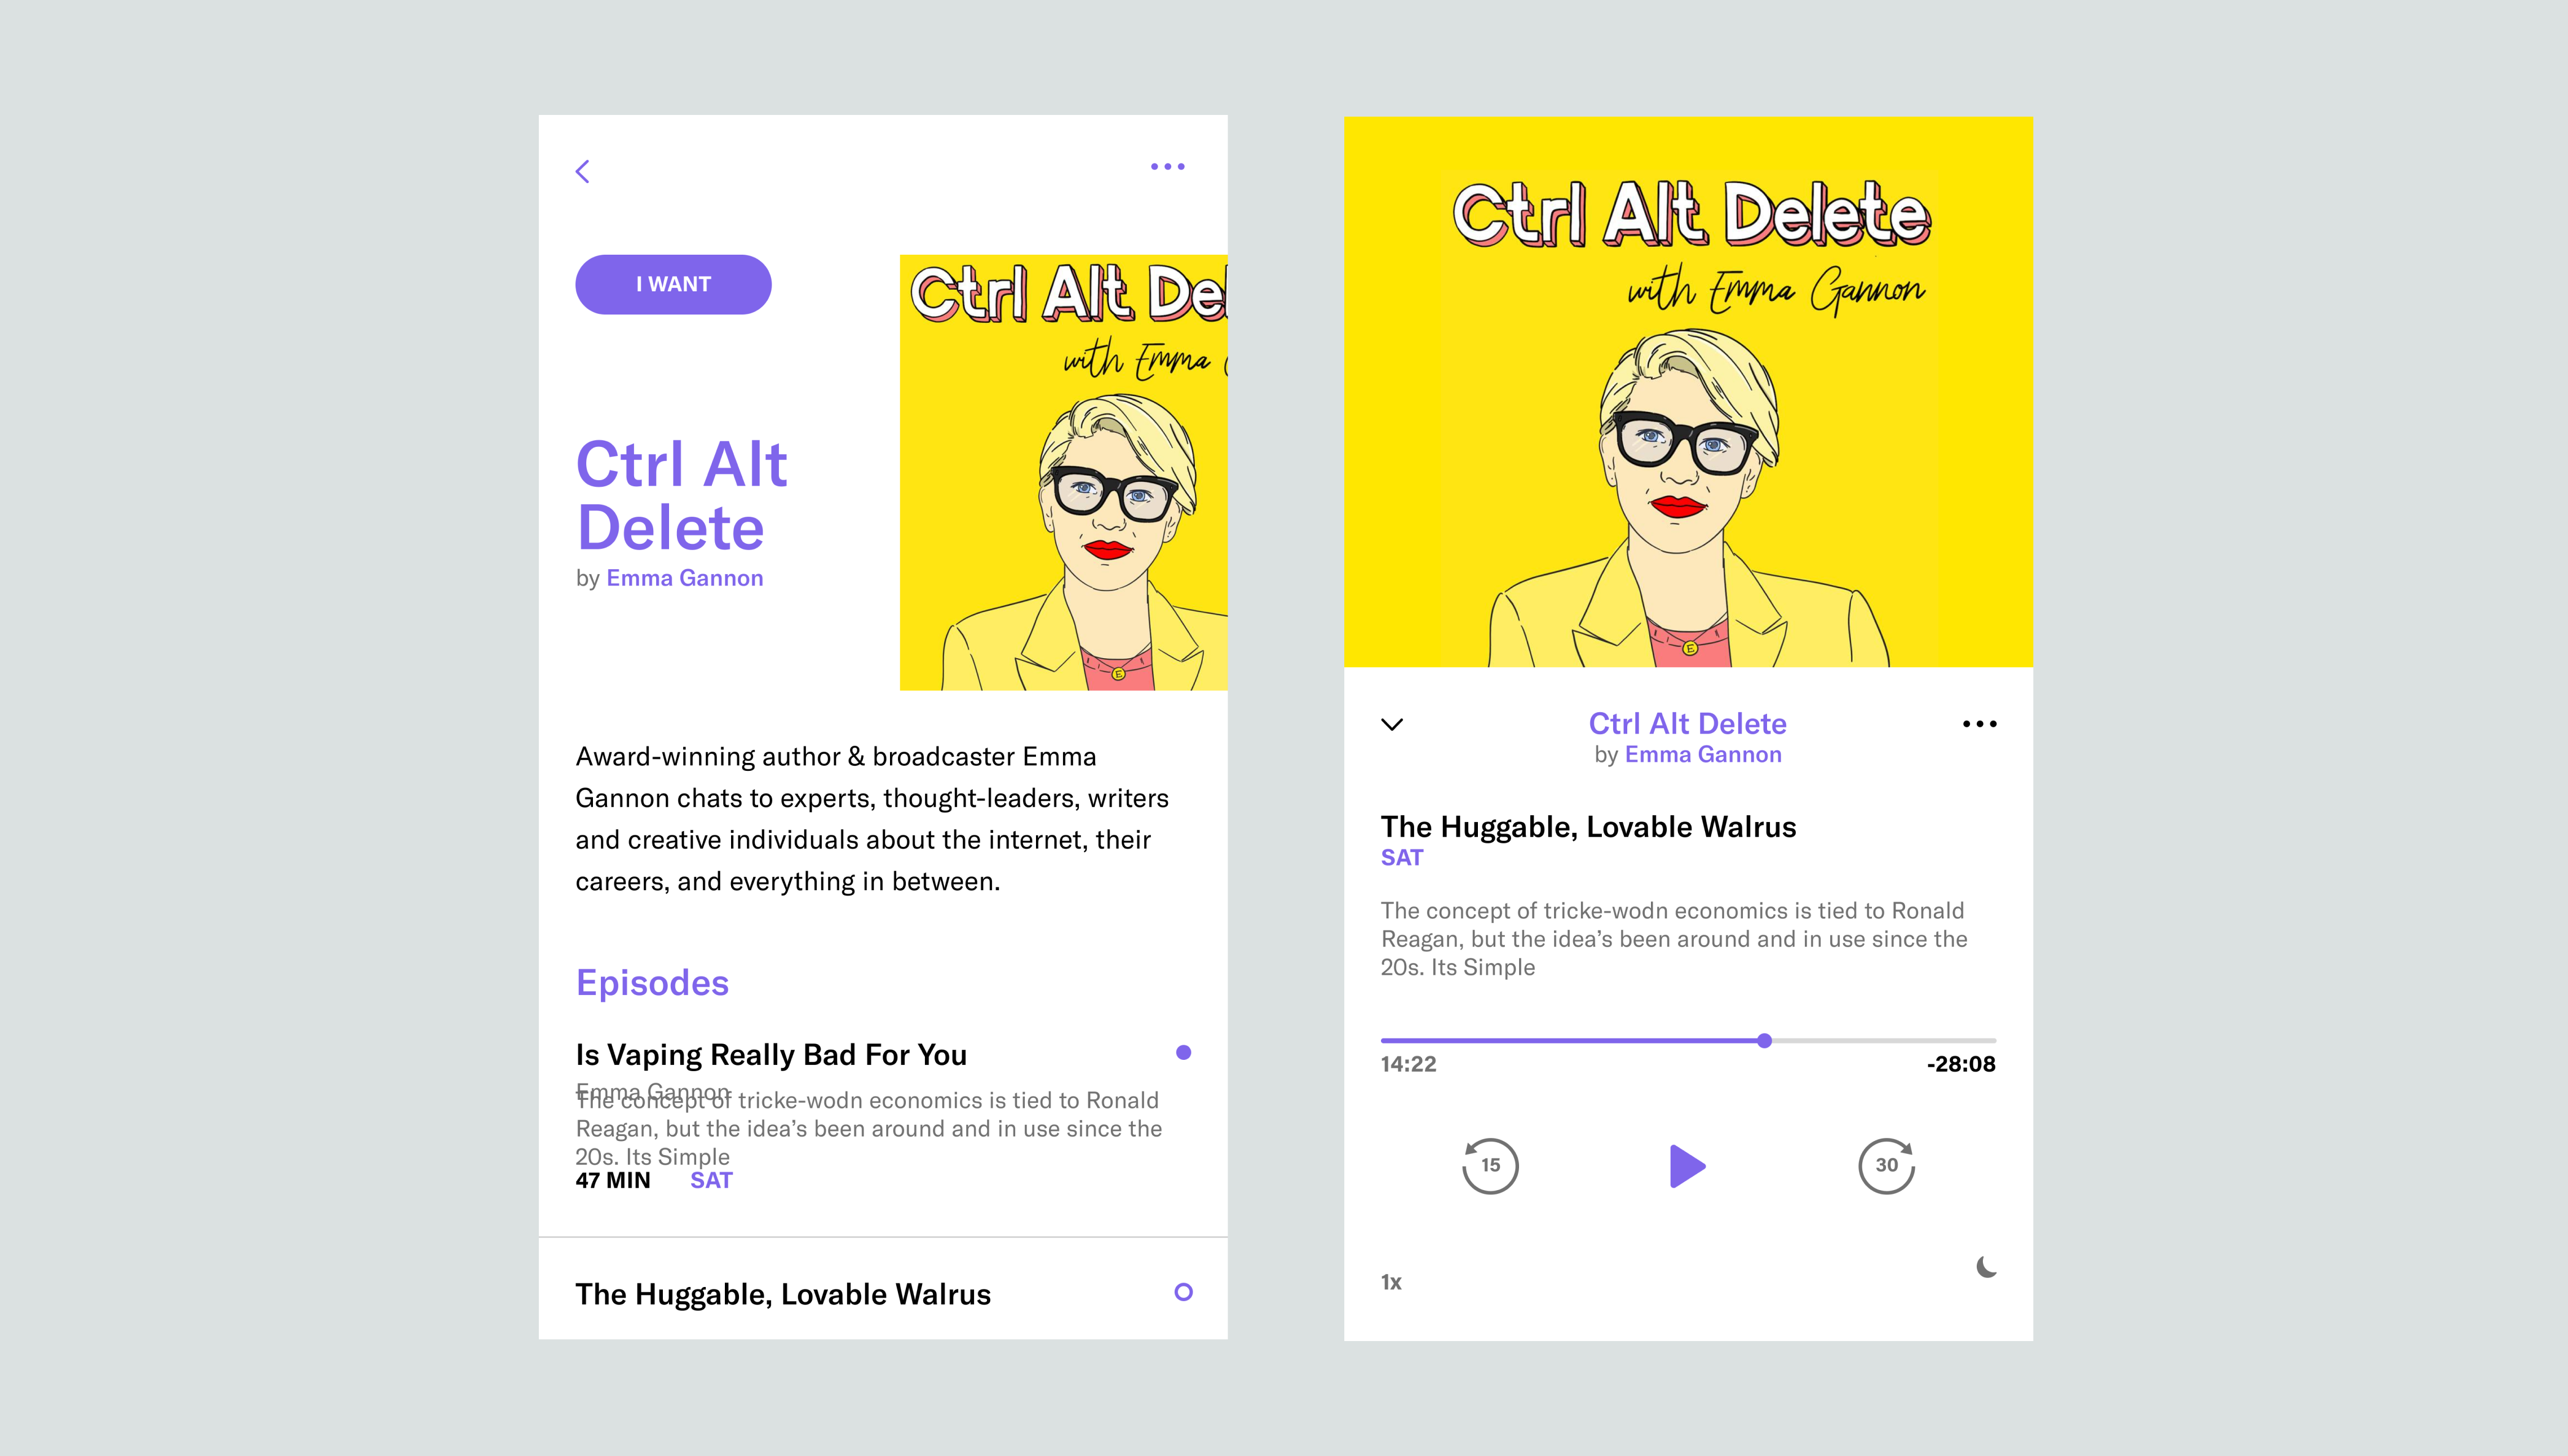 I WANT
Ctrl Alt Del
with Emma
Ctrl Alt
Delete
by Emma Gannon
E
Award-winning author & broadcaster Emma
Gannon chats to experts, thought-leaders, writers
and creative individuals about the internet, their
careers, and everything in between.
Episodes
Is Vaping Really Bad For You
Emma Gannon
The concept of tricke-wodn economics is tied to Ronald
Reagan, but the idea’s been around and in use since the
20s. Its Simple
47 MIN SAT
The Huggable, Lovable Walrus
Ctrl Alt Delete
with Emma Gannon
E
Ctrl Alt Delete
by Emma Gannon
The Huggable, Lovable Walrus
SAT
The concept of tricke-wodn economics is tied to Ronald
Reagan, but the idea’s been around and in use since the
20s. Its Simple
14:22 -28:08
15 30
1x